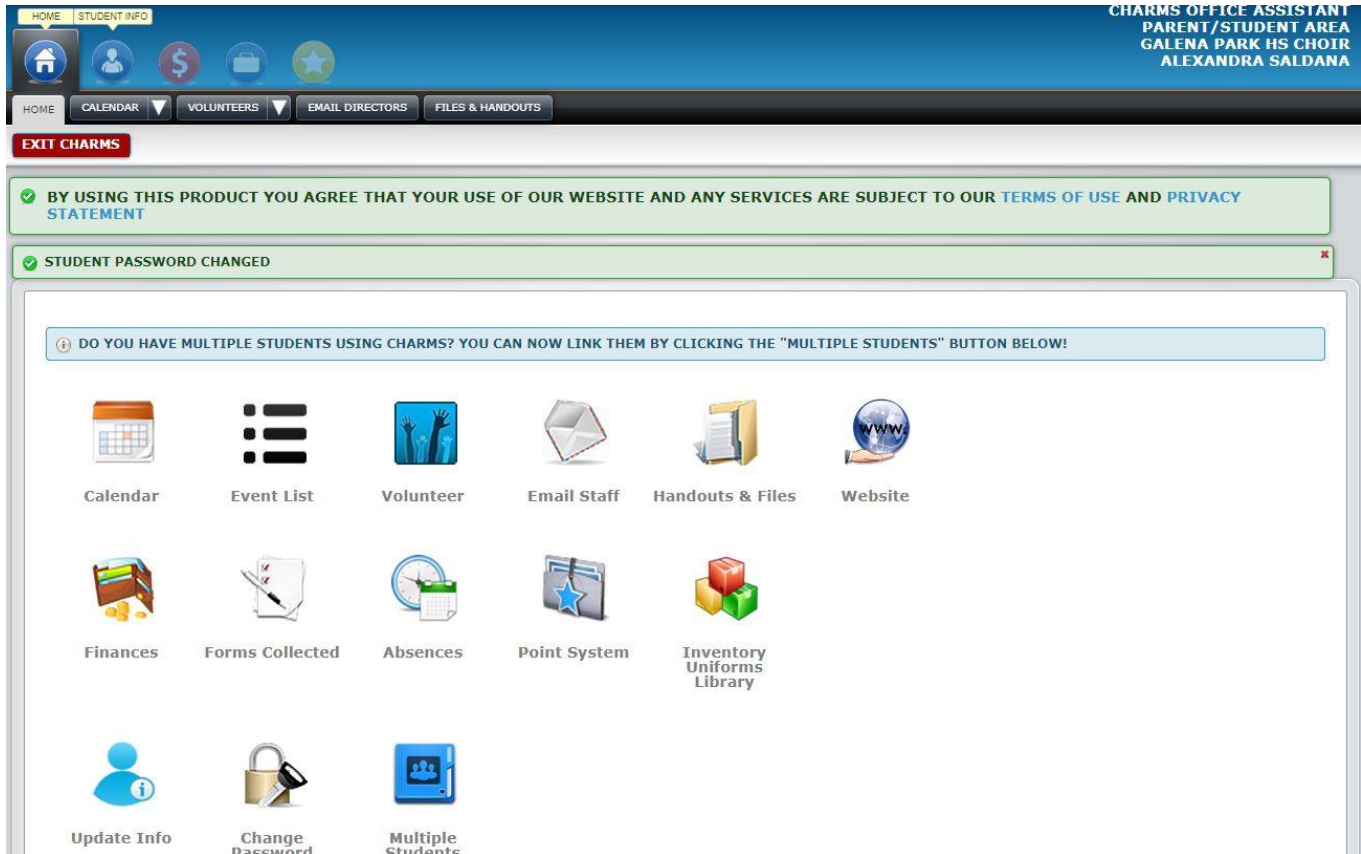 HOME STUDENT INFO
CHARMS OFFICE ASSISTANT
PARENT/STUDENT AREA
GALENA PARK HS CHOIR
ALEXANDRA SALDANA
$
HOME CALENDAR VOLUNTEERS EMAIL DIRECTORS FILES & HANDOUTS
EXIT CHARMS
BY USING THIS PRODUCT YOU AGREE THAT YOUR USE OF OUR WEBSITE AND ANY SERVICES ARE SUBJECT TO OUR TERMS OF USE AND PRIVACY
STATEMENT
STUDENT PASSWORD CHANGED
DO YOU HAVE MULTIPLE STUDENTS USING CHARMS? YOU CAN NOW LINK THEM BY CLICKING THE "MULTIPLE STUDENTS" BUTTON BELOW!
www.
Calendar Event List Volunteer Email Staff Handouts & Files Website
Finances Forms Collected Absences Point System Inventory
Uniforms
Library
Update Info Change Multiple
Password Students